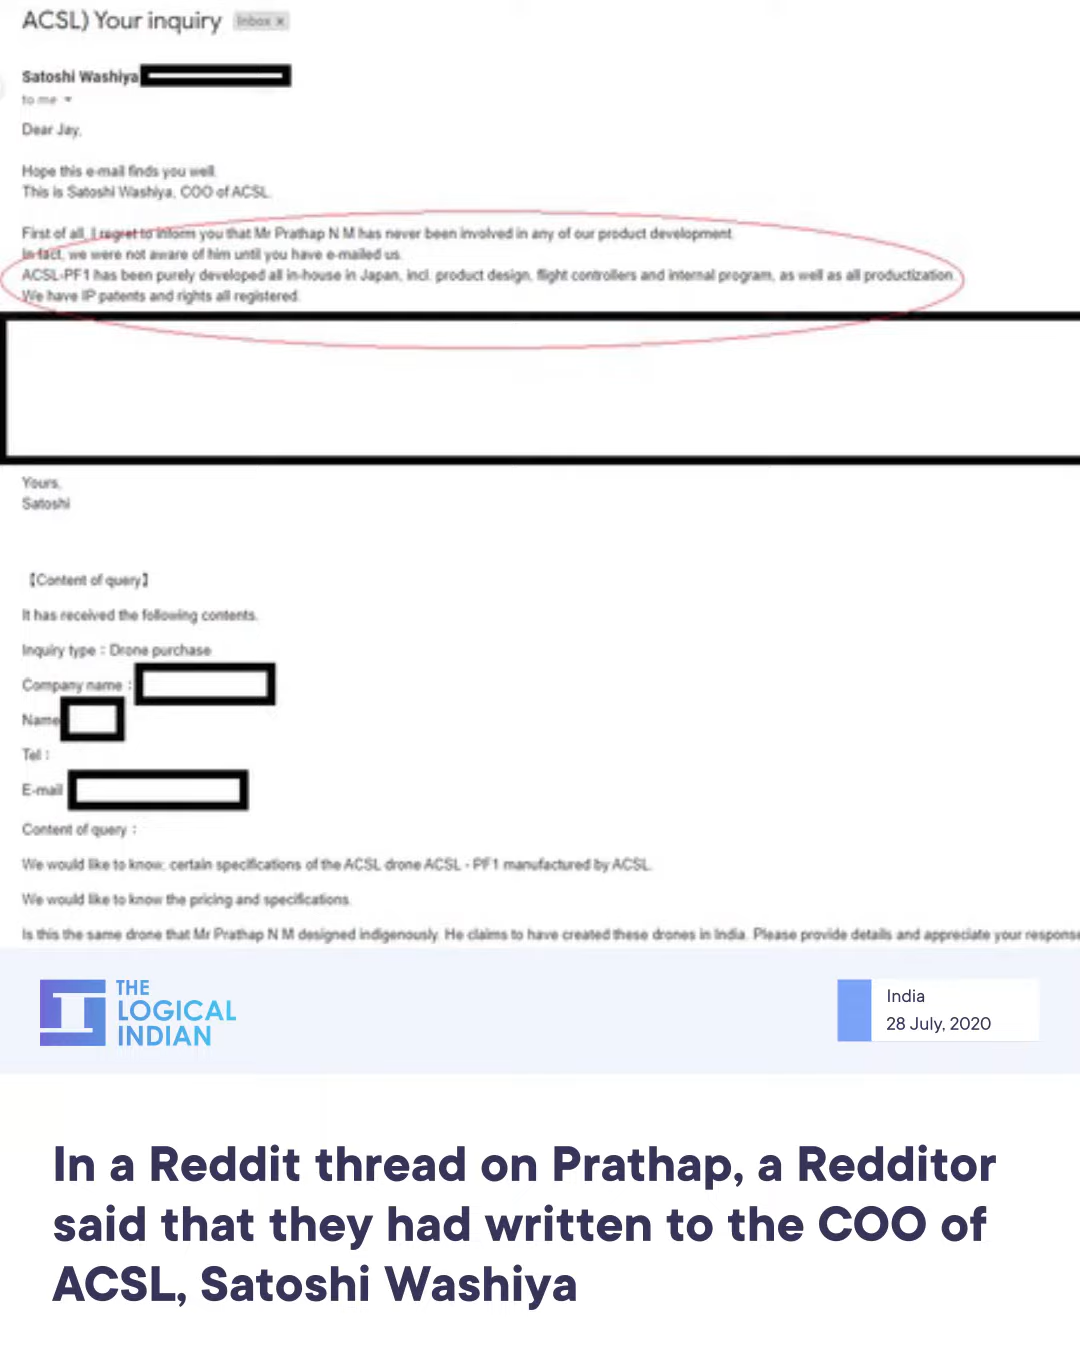 ACSL) Your inquiry Inbox x
Satoshi Washiya
to me
Dear Jay,
Hope this e-mail finds you well.
This is Satoshi Washiya, COO of ACSL.
First of all, I regret to inform you that Mr Prathap N M has never been involved in any of our product development.
In fact, we were not aware of him until you have e-mailed us.
ACSL-PF1 has been purely developed all in-house in Japan, incl. product design, flight controllers and internal program, as well as all productization.
We have IP patents and rights all registered.
Yours,
Satoshi
【Content of query】
It has received the following contents.
Inquiry type : Drone purchase
Company name :
Name
Tel :
E-mail
Content of query :
We would like to know, certain specifications of the ACSL drone ACSL - PF1 manufactured by ACSL.
We would like to know the pricing and specifications.
Is this the same drone that Mr Prathap N M designed indigenously. He claims to have created these drones in India. Please provide details and appreciate your response
THE
LOGICAL
INDIAN
India
28 July, 2020
In a Reddit thread on Prathap, a Redditor
said that they had written to the COO of
ACSL, Satoshi Washiya